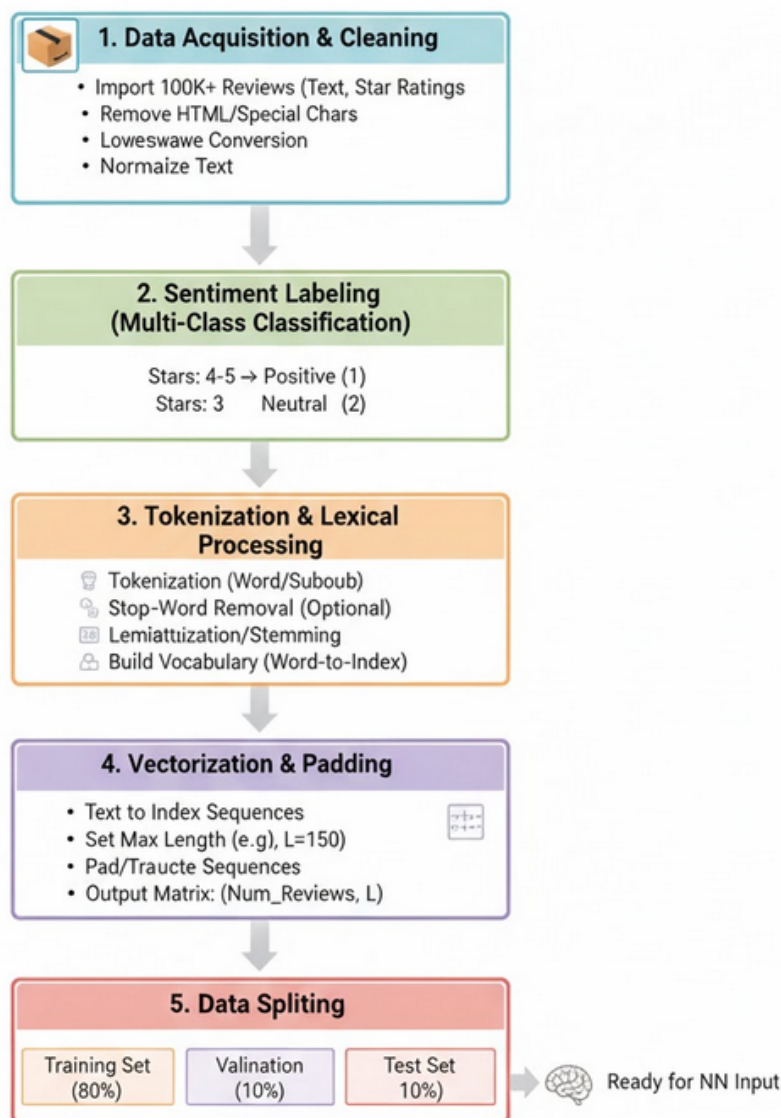 1. Data Acquisition & Cleaning
• Import 100K+ Reviews (Text, Star Ratings
• Remove HTML/Special Chars
• Loweswawe Conversion
• Normaize Text
2. Sentiment Labeling
(Multi-Class Classification)
Stars: 4-5 → Positive (1)
Stars: 3 Neutral (2)
3. Tokenization & Lexical
Processing
Tokenization (Word/Suboub)
Stop-Word Removal (Optional)
Lemiattιization/Stemming
Build Vocabulary (Word-to-Index)
4. Vectorization & Padding
• Text to Index Sequences
• Set Max Length (e.g), L=150)
• Pad/Traucte Sequences
• Output Matrix: (Num_Reviews, L)
5. Data Spliting
Training Set
(80%)
Valination
(10%)
Test Set
10%)
Ready for NN Input